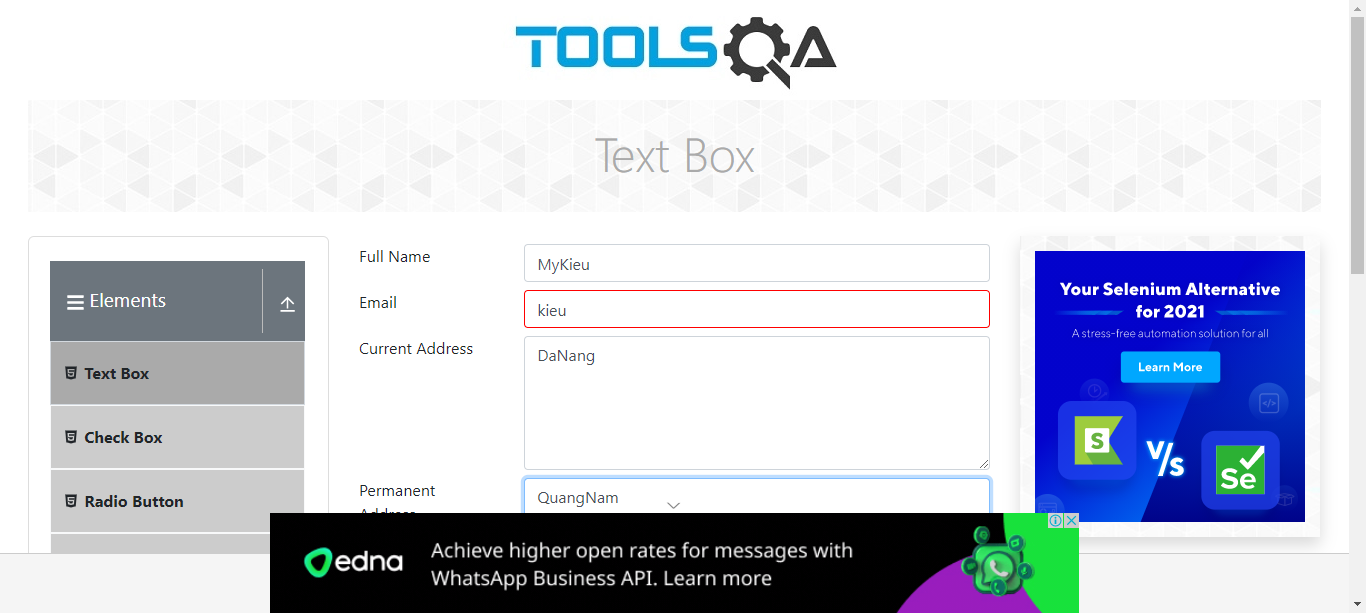 TOOLSQA
Text Box
Elements
Text Box
Check Box
Radio Button
Full Name
MyKieu
Email
kieu
Current Address
DaNang
Permanent
Address
QuangNam
Your Selenium Alternative
for 2021
A stress-free automation solution for all
Learn More
S
V/s
Se
edna
Achieve higher open rates for messages with
WhatsApp Business API. Learn more